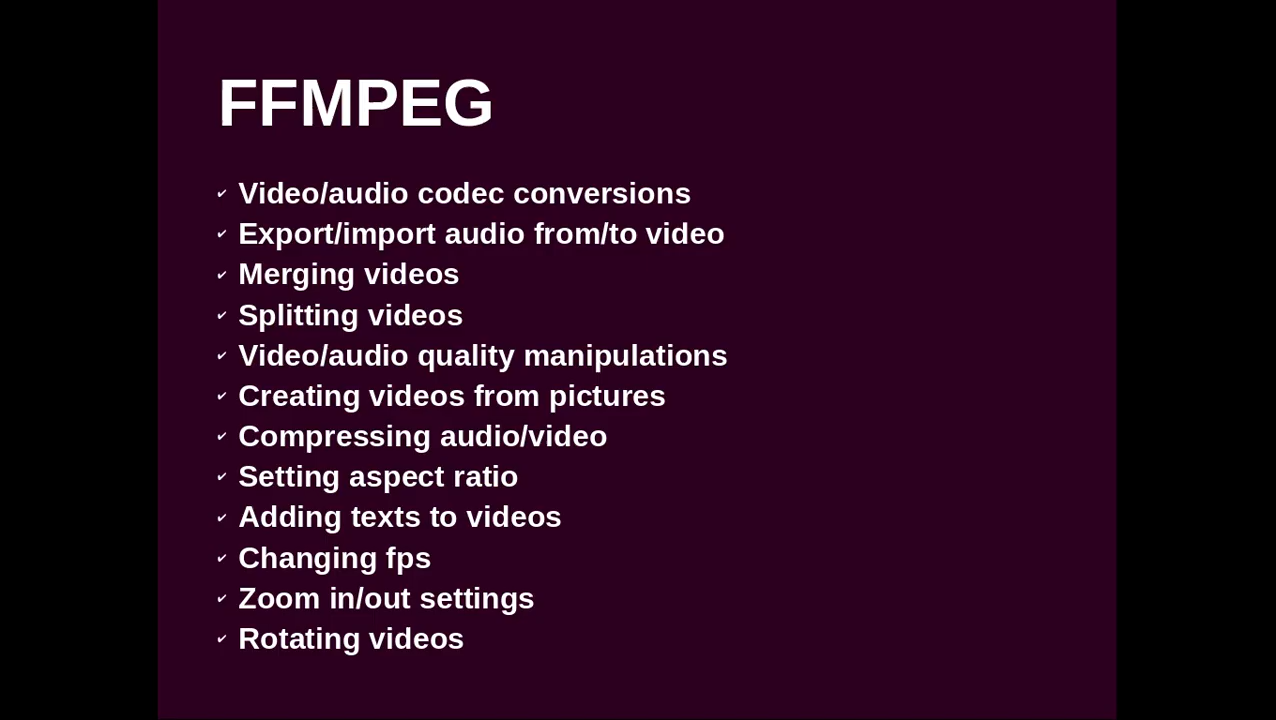 FFMPEG
✔ Video/audio codec conversions
✔ Export/import audio from/to video
✔ Merging videos
✔ Splitting videos
✔ Video/audio quality manipulations
✔ Creating videos from pictures
✔ Compressing audio/video
✔ Setting aspect ratio
✔ Adding texts to videos
✔ Changing fps
✔ Zoom in/out settings
✔ Rotating videos